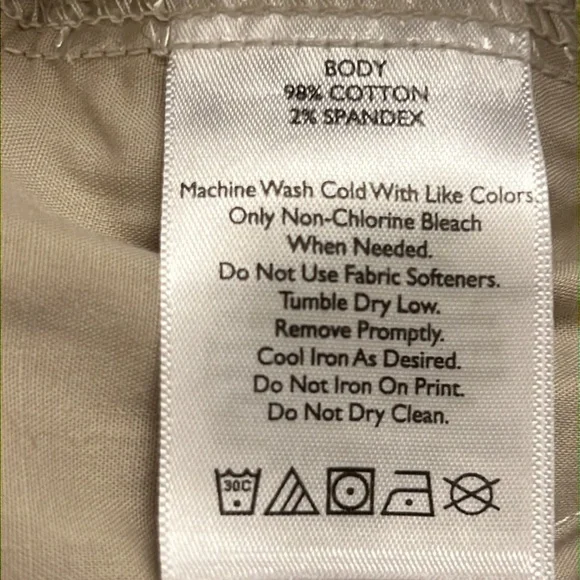 BODY
98% COTTON
2% SPANDEX
Machine Wash Cold With Like Colors.
Only Non-Chlorine Bleach
When Needed.
Do Not Use Fabric Softeners.
Tumble Dry Low.
Remove Promptly.
Cool Iron As Desired.
Do Not Iron On Print.
Do Not Dry Clean.
30C